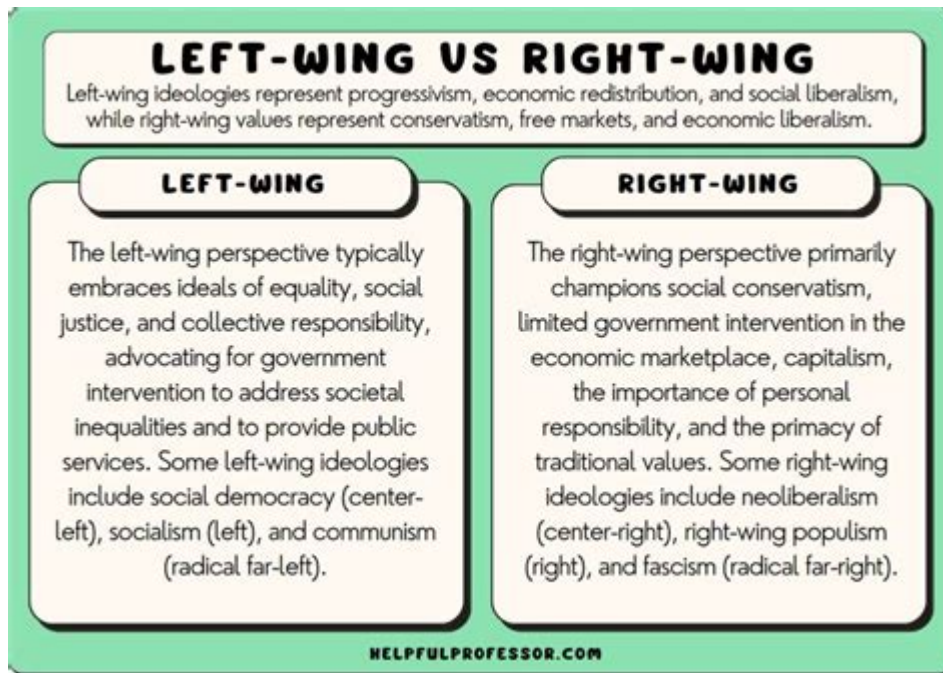 LEFT-WING VS RIGHT-WING
Left-wing ideologies represent progressivism, economic redistribution, and social liberalism,
while right-wing values represent conservatism, free markets, and economic liberalism.
LEFT-WING
The left-wing perspective typically
embraces ideals of equality, social
justice, and collective responsibility,
advocating for government
intervention to address societal
inequalities and to provide public
services. Some left-wing ideologies
include social democracy (center-
left), socialism (left), and communism
(radical far-left).
RIGHT-WING
The right-wing perspective primarily
champions social conservatism,
limited government intervention in the
economic marketplace, capitalism,
the importance of personal
responsibility, and the primacy of
traditional values. Some right-wing
ideologies include neoliberalism
(center-right), right-wing populism
(right), and fascism (radical far-right).
HELPFULPROFESSOR.COM